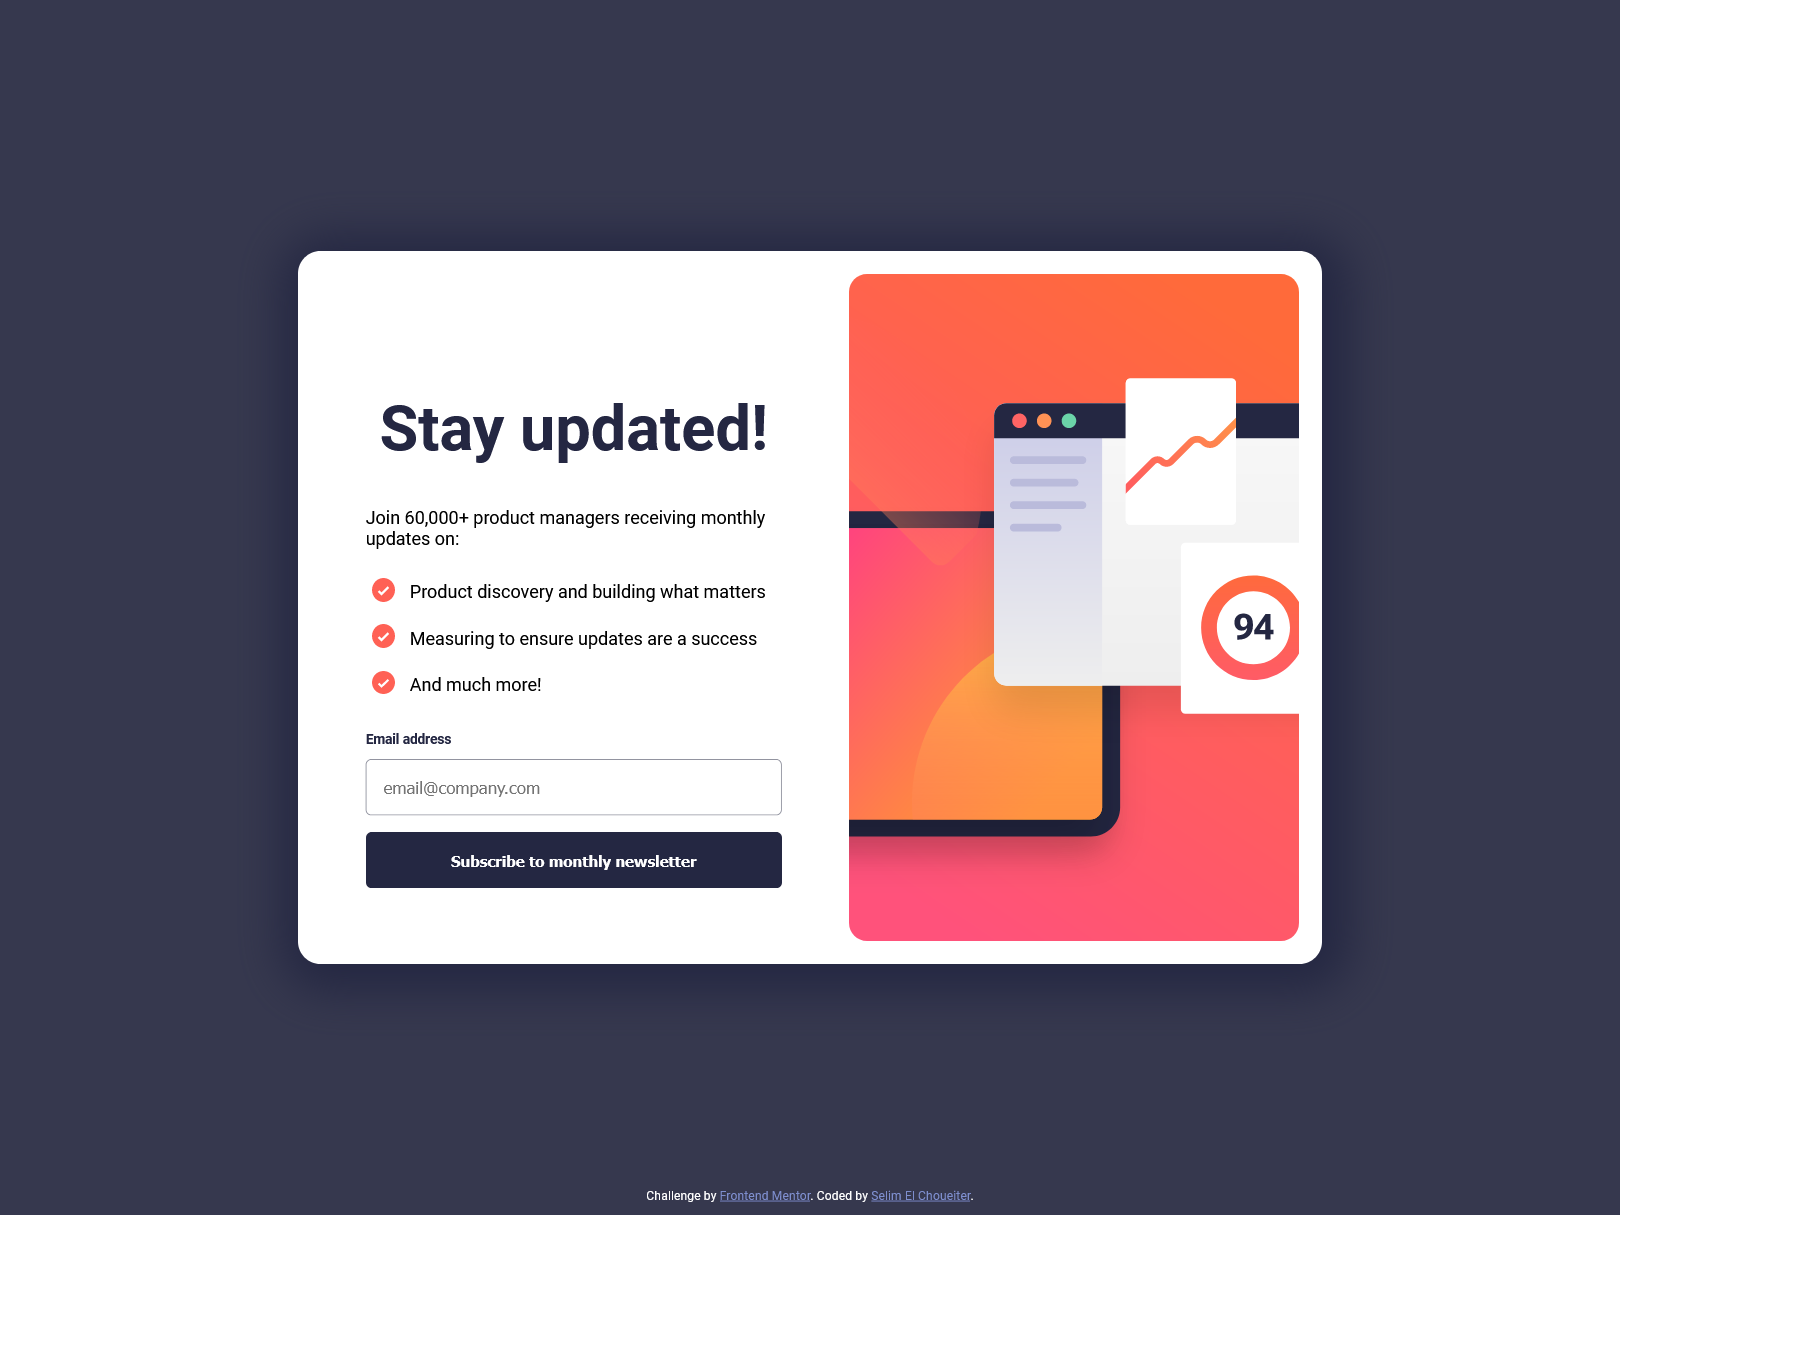 Stay updated!
Join 60,000+ product managers receiving monthly
updates on:
Product discovery and building what matters
Measuring to ensure updates are a success
And much more!
Email address
email@company.com
Subscribe to monthly newsletter
94
Challenge by Frontend Mentor. Coded by Selim El Choueiter.